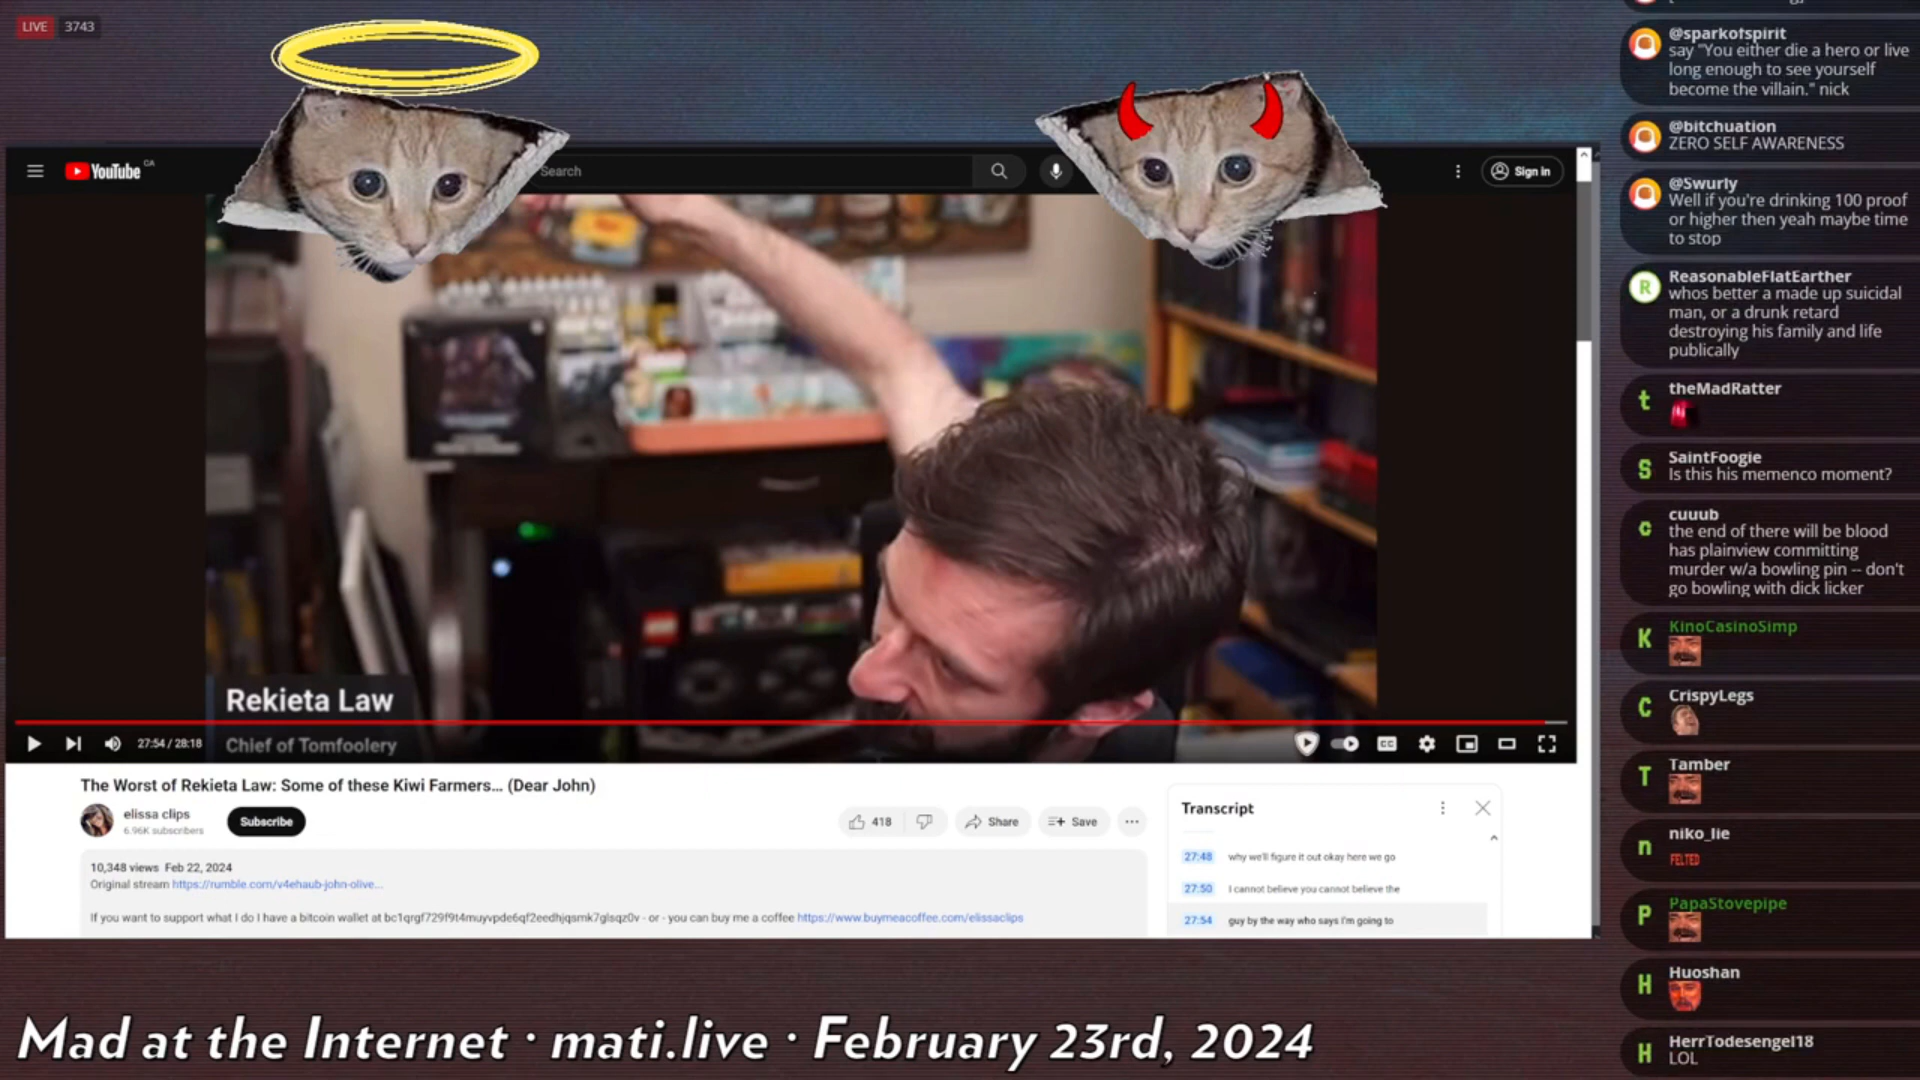 LIVE 3743
YouTube CA
Search
Sign in
Rekieta Law
Chief of Tomfoolery
27:54 / 28:18
The Worst of Rekieta Law: Some of these Kiwi Farmers... (Dear John)
elissa clips
6.96K subscribers
Subscribe
418
Share
Save
10,348 views Feb 22, 2024
Original stream https://rumble.com/v4ehaub-john-olive...
If you want to support what I do I have a bitcoin wallet at bc1qrgf729f9t4muyvpde6qf2eedhjqsmk7glsqz0v - or - you can buy me a coffee https://www.buymeacoffee.com/elissaclips
Transcript
27:48 why we'll figure it out okay here we go
27:50 I cannot believe you cannot believe the
27:54 guy by the way who says I'm going to
@sparkofspirit
say "You either die a hero or live
long enough to see yourself
become the villain." nick
@bitchuation
ZERO SELF AWARENESS
@Swurly
Well if you're drinking 100 proof
or higher then yeah maybe time
to stop
R
ReasonableFlatEarther
whos better a made up suicidal
man, or a drunk retard
destroying his family and life
publically
t
theMadRatter
S
SaintFoogie
Is this his memenco moment?
c
cuuub
the end of there will be blood
has plainview committing
murder w/a bowling pin -- don't
go bowling with dick licker
K
KinoCasinoSimp
C
CrispyLegs
T
Tamber
n
niko_lie
FELTED
P
PapaStovepipe
H
Huoshan
H
HerrTodesengel18
LOL
Mad at the Internet · mati.live · February 23rd, 2024